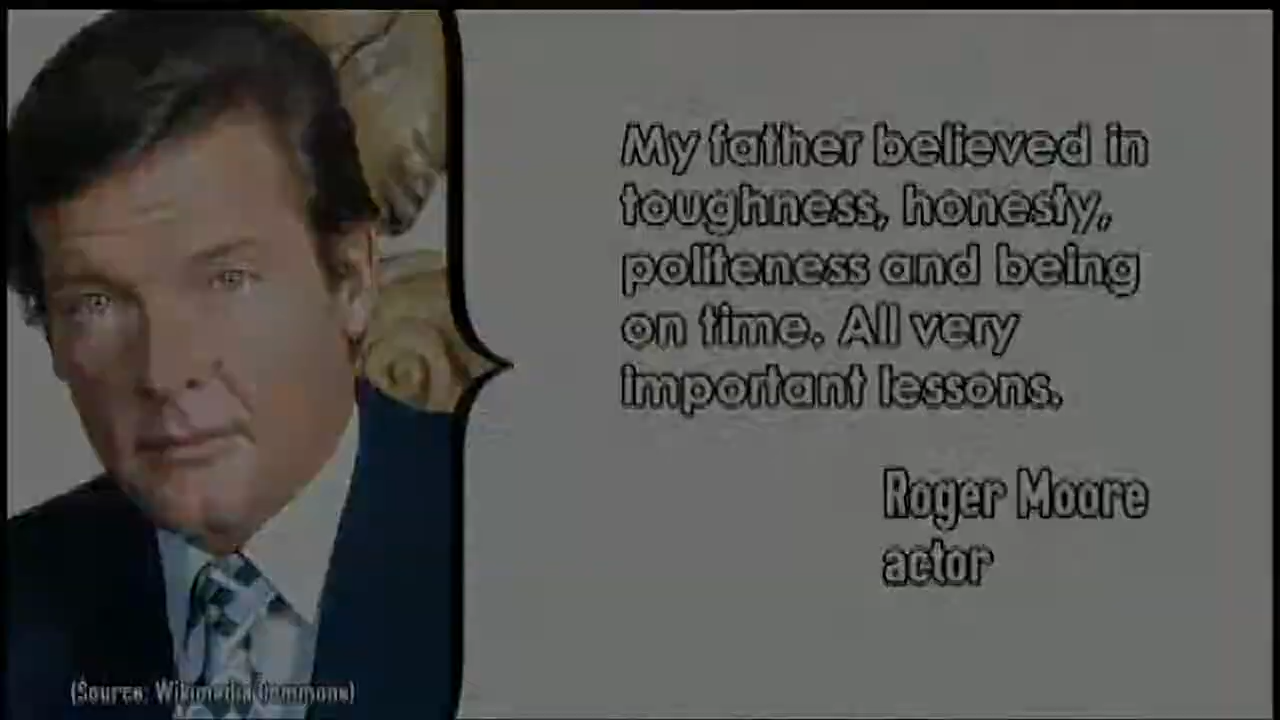 My father believed in
toughness, honesty,
politeness and being
on time. All very
important lessons.
Roger Moore
actor
(Source: Wikimedia Commons)